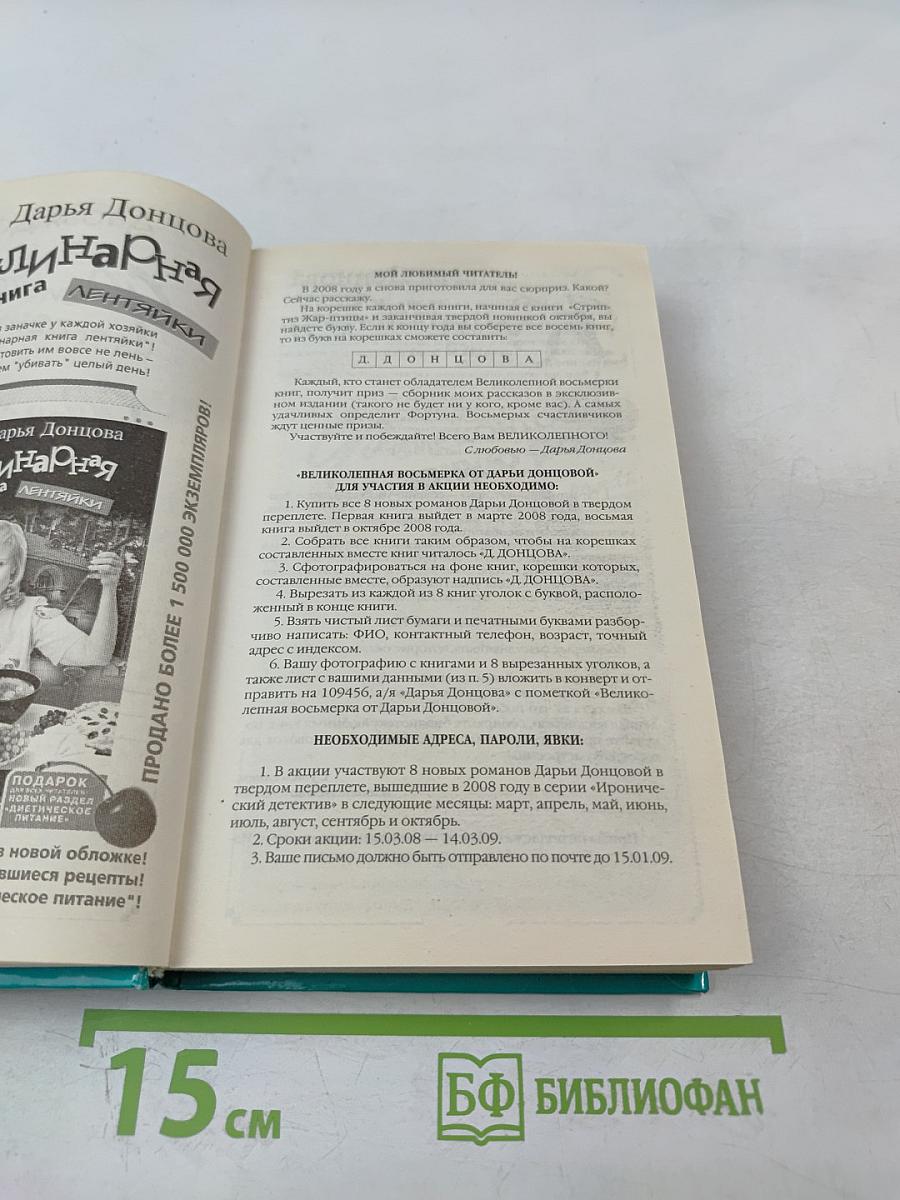 Дарья Донцова
линарная
нига
ЛЕНТЯЙКИ
заначке у каждой хозяйки
нарная книга лентяйки"!
товить им вовсе не лень –
ем "убивать" целый день!
арья Донцова
инарная
ЛЕНТЯЙКИ
ПРОДАНО БОЛЕЕ 1 500 000 ЭКЗЕМПЛЯРОВ!
ПОДАРОК
ДЛЯ ВСЕХ ЧИТАТЕЛЕЙ
НОВЫЙ РАЗДЕЛ
«ДИЕТИЧЕСКОЕ
ПИТАНИЕ»
в новой обложке!
вшиеся рецепты!
ческое питание"!
МОЙ ЛЮБИМЫЙ ЧИТАТЕЛЬ!
В 2008 году я снова приготовила для вас сюрприз. Какой?
Сейчас расскажу.
На корешке каждой моей книги, начиная с книги «Стрип-
тиз Жар-птицы» и заканчивая твердой новинкой октября, вы
найдете букву. Если к концу года вы соберете все восемь книг,
то из букв на корешках сможете составить:
Д. Д О Н Ц О В А
Каждый, кто станет обладателем Великолепной восьмерки
книг, получит приз — сборник моих рассказов в эксклюзив-
ном издании (такого не будет ни у кого, кроме вас). А самых
удачливых определит Фортуна. Восьмерых счастливчиков
ждут ценные призы.
Участвуйте и побеждайте! Всего Вам ВЕЛИКОЛЕПНОГО!
С любовью — Дарья Донцова
«ВЕЛИКОЛЕПНАЯ ВОСЬМЕРКА ОТ ДАРЬИ ДОНЦОВОЙ»
ДЛЯ УЧАСТИЯ В АКЦИИ НЕОБХОДИМО:
1. Купить все 8 новых романов Дарьи Донцовой в твердом
переплете. Первая книга выйдет в марте 2008 года, восьмая
книга выйдет в октябре 2008 года.
2. Собрать все книги таким образом, чтобы на корешках
составленных вместе книг читалось «Д. ДОНЦОВА».
3. Сфотографироваться на фоне книг, корешки которых,
составленные вместе, образуют надпись «Д. ДОНЦОВА».
4. Вырезать из каждой из 8 книг уголок с буквой, располо-
женный в конце книги.
5. Взять чистый лист бумаги и печатными буквами разбор-
чиво написать: ФИО, контактный телефон, возраст, точный
адрес с индексом.
6. Вашу фотографию с книгами и 8 вырезанных уголков, а
также лист с вашими данными (из п. 5) вложить в конверт и от-
править на 109456, а/я «Дарья Донцова» с пометкой «Велико-
лепная восьмерка от Дарьи Донцовой».
НЕОБХОДИМЫЕ АДРЕСА, ПАРОЛИ, ЯВКИ:
1. В акции участвуют 8 новых романов Дарьи Донцовой в
твердом переплете, вышедшие в 2008 году в серии «Ирониче-
ский детектив» в следующие месяцы: март, апрель, май, июнь,
июль, август, сентябрь и октябрь.
2. Сроки акции: 15.03.08 — 14.03.09.
3. Ваше письмо должно быть отправлено по почте до 15.01.09.
15 см
БФ БИБЛИОФАН